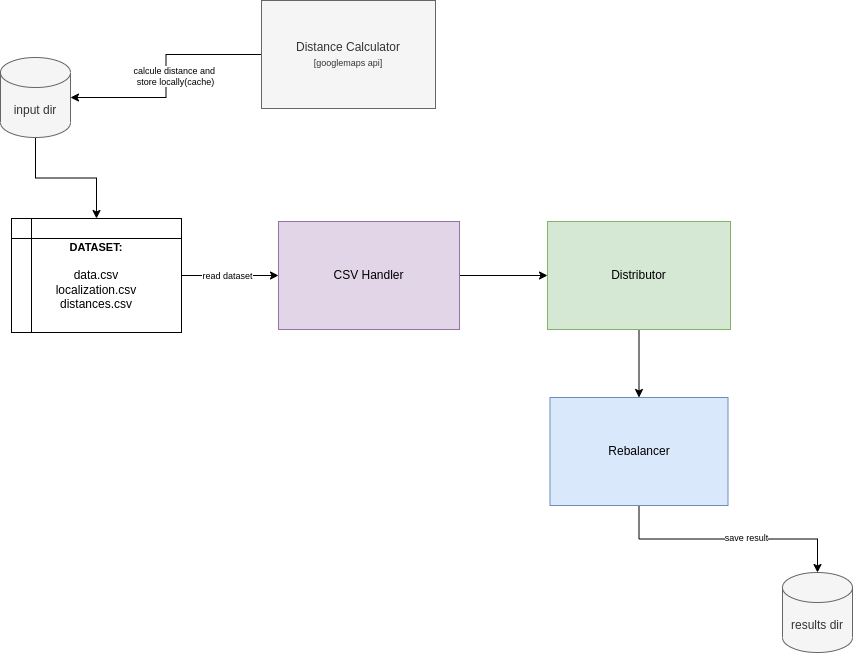 Distance Calculator
[googlemaps api]
calcule distance and
store locally(cache)
input dir
DATASET:
data.csv
localization.csv
distances.csv
read dataset
CSV Handler
Distributor
Rebalancer
save result
results dir